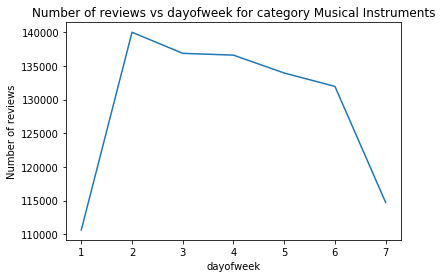 Number of reviews vs dayofweek for category Musical Instruments
140000
135000
130000
125000
120000
115000
110000
Number of reviews
1 2 3 4 5 6 7
dayofweek